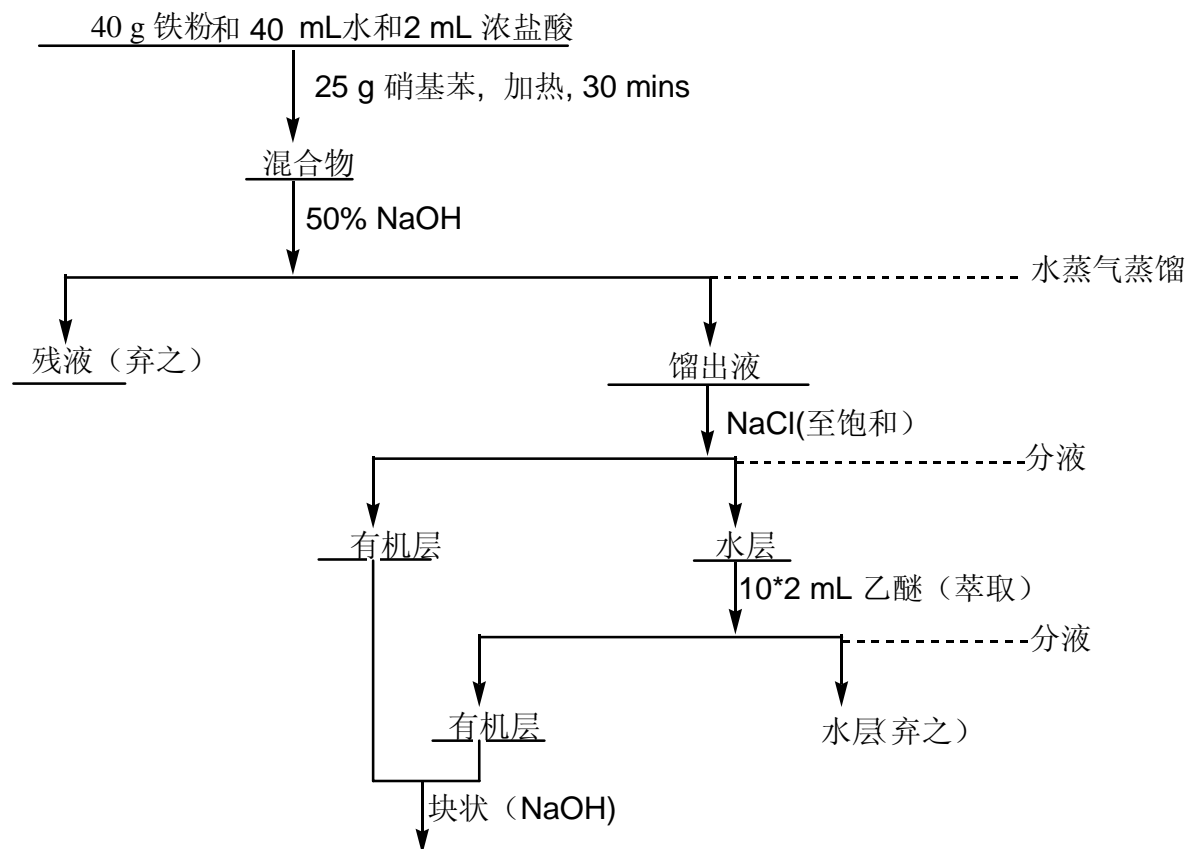 40 g 铁粉和 40 mL水和2 mL 浓盐酸
25 g 硝基苯, 加热, 30 mins
混合物
50% NaOH
水蒸气蒸馏
残液（弃之）
馏出液
NaCl(至饱和）
分液
有机层
水层
10*2 mL 乙醚（萃取）
分液
有机层
水层(弃之）
块状（NaOH)